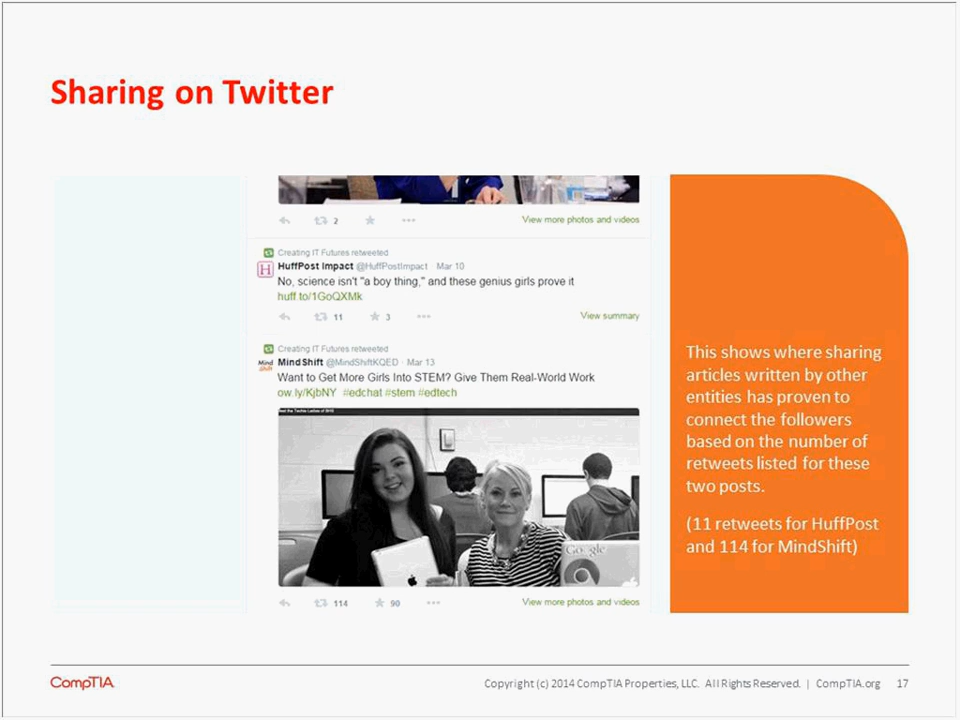 Sharing on Twitter
2
View more photos and videos
Creating IT Futures retweeted
H HuffPost Impact @HuffPostImpact Mar 10
No, science isn't "a boy thing," and these genius girls prove it
huff.to/1GoQXMk
11 3 View summary
Creating IT Futures retweeted
Mind Shift MindShift @MindShiftKQED · Mar 13
Want to Get More Girls Into STEM? Give Them Real-World Work
ow.ly/KjbNY #edchat #stem #edtech
Google
114 90 View more photos and videos
This shows where sharing
articles written by other
entities has proven to
connect the followers
based on the number of
retweets listed for these
two posts.
(11 retweets for HuffPost
and 114 for MindShift)
CompTIA
Copyright (c) 2014 CompTIA Properties, LLC. All Rights Reserved. | CompTIA.org 17